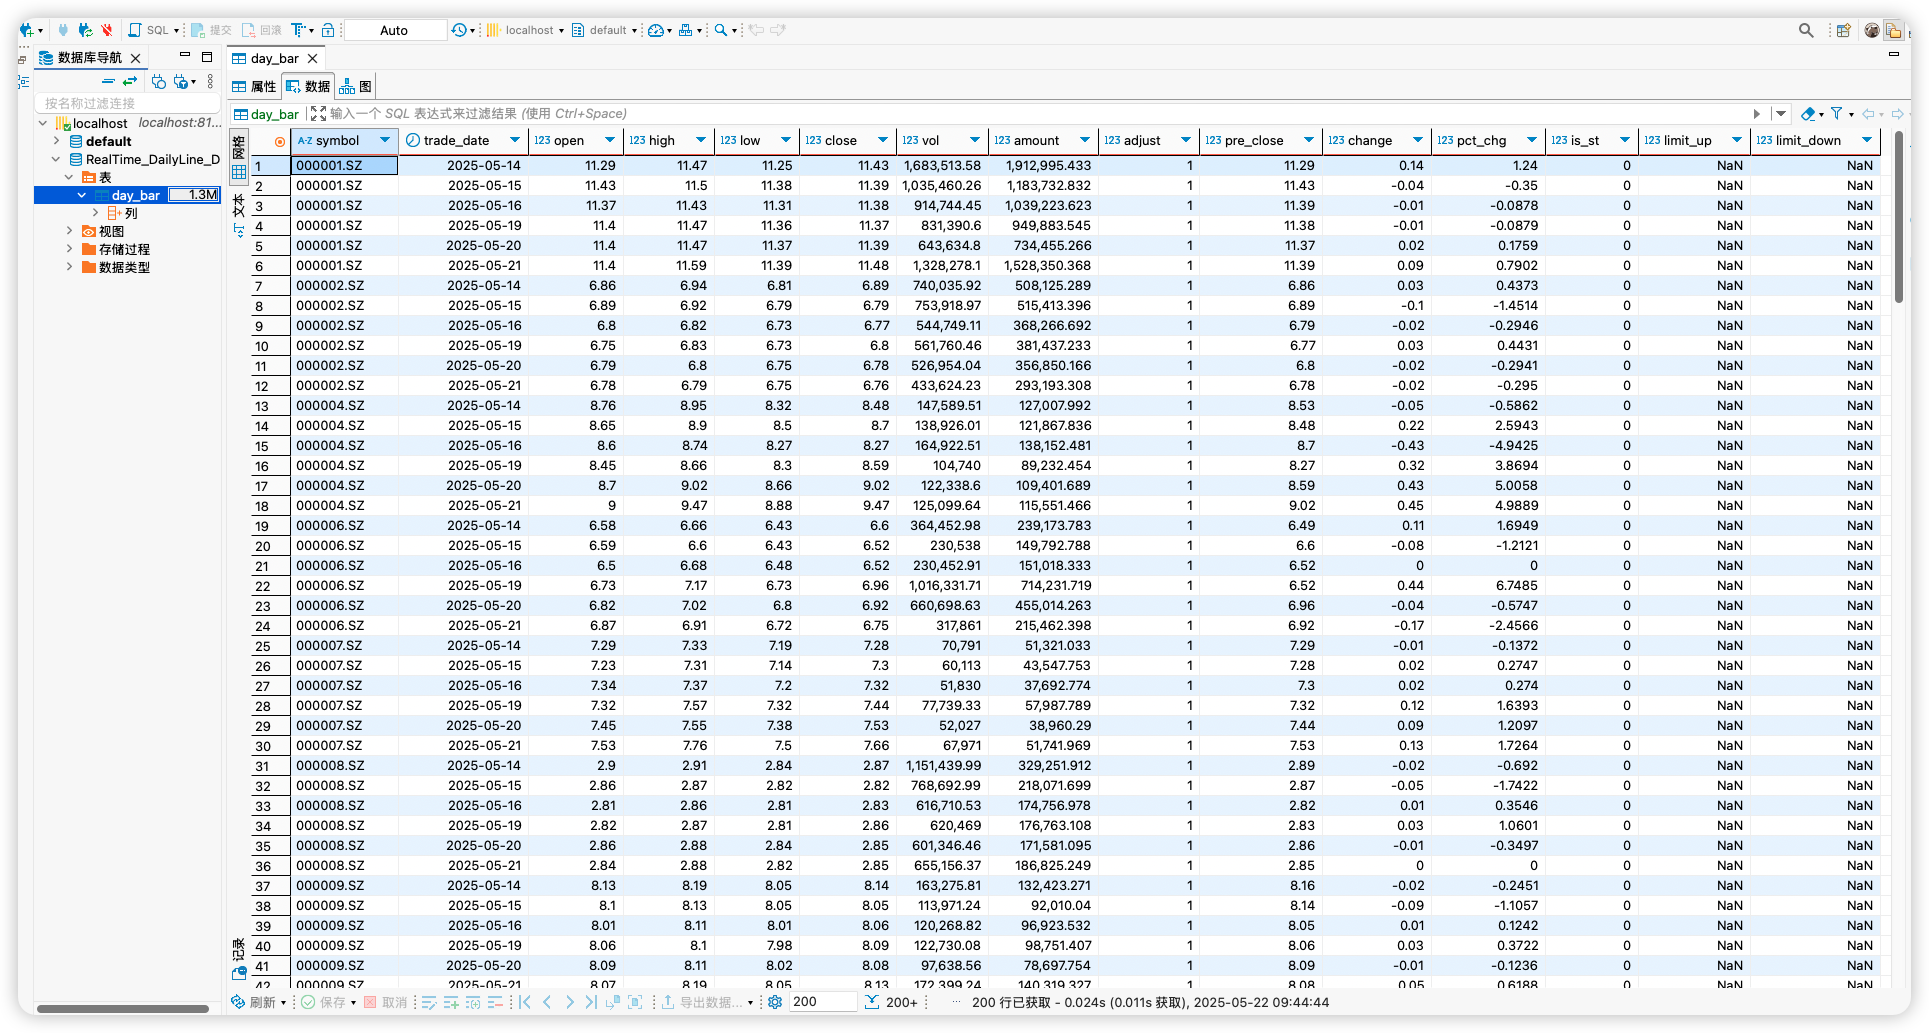 SQL 提交 回滚 Auto localhost default
数据库导航
按名称过滤连接
localhost localhost:81...
default
RealTime_DailyLine_D
表
day_bar 1.3M
列
视图
存储过程
数据类型
day_bar
属性 数据 图
day_bar 输入一个 SQL 表达式来过滤结果 (使用 Ctrl+Space)
网格
文本
记录
A-Z symbol trade_date 123 open 123 high 123 low 123 close 123 vol 123 amount 123 adjust 123 pre_close 123 change 123 pct_chg 123 is_st 123 limit_up 123 limit_down
1 000001.SZ 2025-05-14 11.29 11.47 11.25 11.43 1,683,513.58 1,912,995.433 1 11.29 0.14 1.24 0 NaN NaN
2 000001.SZ 2025-05-15 11.43 11.5 11.38 11.39 1,035,460.26 1,183,732.832 1 11.43 -0.04 -0.35 0 NaN NaN
3 000001.SZ 2025-05-16 11.37 11.43 11.31 11.38 914,744.45 1,039,223.623 1 11.39 -0.01 -0.0878 0 NaN NaN
4 000001.SZ 2025-05-19 11.4 11.47 11.36 11.37 831,390.6 949,883.545 1 11.38 -0.01 -0.0879 0 NaN NaN
5 000001.SZ 2025-05-20 11.4 11.47 11.37 11.39 643,634.8 734,455.266 1 11.37 0.02 0.1759 0 NaN NaN
6 000001.SZ 2025-05-21 11.4 11.59 11.39 11.48 1,328,278.1 1,528,350.368 1 11.39 0.09 0.7902 0 NaN NaN
7 000002.SZ 2025-05-14 6.86 6.94 6.81 6.89 740,035.92 508,125.289 1 6.86 0.03 0.4373 0 NaN NaN
8 000002.SZ 2025-05-15 6.89 6.92 6.79 6.79 753,918.97 515,413.396 1 6.89 -0.1 -1.4514 0 NaN NaN
9 000002.SZ 2025-05-16 6.8 6.82 6.73 6.77 544,749.11 368,266.692 1 6.79 -0.02 -0.2946 0 NaN NaN
10 000002.SZ 2025-05-19 6.75 6.83 6.73 6.8 561,760.46 381,437.233 1 6.77 0.03 0.4431 0 NaN NaN
11 000002.SZ 2025-05-20 6.79 6.8 6.75 6.78 526,954.04 356,850.166 1 6.8 -0.02 -0.2941 0 NaN NaN
12 000002.SZ 2025-05-21 6.78 6.79 6.75 6.76 433,624.23 293,193.308 1 6.78 -0.02 -0.295 0 NaN NaN
13 000004.SZ 2025-05-14 8.76 8.95 8.32 8.48 147,589.51 127,007.992 1 8.53 -0.05 -0.5862 0 NaN NaN
14 000004.SZ 2025-05-15 8.65 8.9 8.5 8.7 138,926.01 121,867.836 1 8.48 0.22 2.5943 0 NaN NaN
15 000004.SZ 2025-05-16 8.6 8.74 8.27 8.27 164,922.51 138,152.481 1 8.7 -0.43 -4.9425 0 NaN NaN
16 000004.SZ 2025-05-19 8.45 8.66 8.3 8.59 104,740 89,232.454 1 8.27 0.32 3.8694 0 NaN NaN
17 000004.SZ 2025-05-20 8.7 9.02 8.66 9.02 122,338.6 109,401.689 1 8.59 0.43 5.0058 0 NaN NaN
18 000004.SZ 2025-05-21 9 9.47 8.88 9.47 125,099.64 115,551.466 1 9.02 0.45 4.9889 0 NaN NaN
19 000006.SZ 2025-05-14 6.58 6.66 6.43 6.6 364,452.98 239,173.783 1 6.49 0.11 1.6949 0 NaN NaN
20 000006.SZ 2025-05-15 6.59 6.6 6.43 6.52 230,538 149,792.788 1 6.6 -0.08 -1.2121 0 NaN NaN
21 000006.SZ 2025-05-16 6.5 6.68 6.48 6.52 230,452.91 151,018.333 1 6.52 0 0 0 NaN NaN
22 000006.SZ 2025-05-19 6.73 7.17 6.73 6.96 1,016,331.71 714,231.719 1 6.52 0.44 6.7485 0 NaN NaN
23 000006.SZ 2025-05-20 6.82 7.02 6.8 6.92 660,698.63 455,014.263 1 6.96 -0.04 -0.5747 0 NaN NaN
24 000006.SZ 2025-05-21 6.87 6.91 6.72 6.75 317,861 215,462.398 1 6.92 -0.17 -2.4566 0 NaN NaN
25 000007.SZ 2025-05-14 7.29 7.33 7.19 7.28 70,791 51,321.033 1 7.29 -0.01 -0.1372 0 NaN NaN
26 000007.SZ 2025-05-15 7.23 7.31 7.14 7.3 60,113 43,547.753 1 7.28 0.02 0.2747 0 NaN NaN
27 000007.SZ 2025-05-16 7.34 7.37 7.2 7.32 51,830 37,692.774 1 7.3 0.02 0.274 0 NaN NaN
28 000007.SZ 2025-05-19 7.32 7.57 7.32 7.44 77,739.33 57,987.789 1 7.32 0.12 1.6393 0 NaN NaN
29 000007.SZ 2025-05-20 7.45 7.55 7.38 7.53 52,027 38,960.29 1 7.44 0.09 1.2097 0 NaN NaN
30 000007.SZ 2025-05-21 7.53 7.76 7.5 7.66 67,971 51,741.969 1 7.53 0.13 1.7264 0 NaN NaN
31 000008.SZ 2025-05-14 2.9 2.91 2.84 2.87 1,151,439.99 329,251.912 1 2.89 -0.02 -0.692 0 NaN NaN
32 000008.SZ 2025-05-15 2.86 2.87 2.82 2.82 768,692.99 218,071.699 1 2.87 -0.05 -1.7422 0 NaN NaN
33 000008.SZ 2025-05-16 2.81 2.86 2.81 2.83 616,710.53 174,756.978 1 2.82 0.01 0.3546 0 NaN NaN
34 000008.SZ 2025-05-19 2.82 2.87 2.81 2.86 620,469 176,763.108 1 2.83 0.03 1.0601 0 NaN NaN
35 000008.SZ 2025-05-20 2.86 2.88 2.84 2.85 601,346.46 171,581.095 1 2.86 -0.01 -0.3497 0 NaN NaN
36 000008.SZ 2025-05-21 2.84 2.88 2.82 2.85 655,156.37 186,825.249 1 2.85 0 0 0 NaN NaN
37 000009.SZ 2025-05-14 8.13 8.19 8.05 8.14 163,275.81 132,423.271 1 8.16 -0.02 -0.2451 0 NaN NaN
38 000009.SZ 2025-05-15 8.1 8.13 8.05 8.05 113,971.24 92,010.04 1 8.14 -0.09 -1.1057 0 NaN NaN
39 000009.SZ 2025-05-16 8.01 8.11 8.01 8.06 120,268.82 96,923.532 1 8.05 0.01 0.1242 0 NaN NaN
40 000009.SZ 2025-05-19 8.06 8.1 7.98 8.09 122,730.08 98,751.407 1 8.06 0.03 0.3722 0 NaN NaN
41 000009.SZ 2025-05-20 8.09 8.11 8.02 8.08 97,638.56 78,697.754 1 8.09 -0.01 -0.1236 0 NaN NaN
42 000009.SZ 2025-05-21 8.07 8.19 8.05 8.13 172,399.24 140,319.327 1 8.08 0.05 0.6188 0 NaN NaN
刷新 保存 取消 导出数据... 200 200+ ... 200 行已获取 - 0.024s (0.011s 获取), 2025-05-22 09:44:44